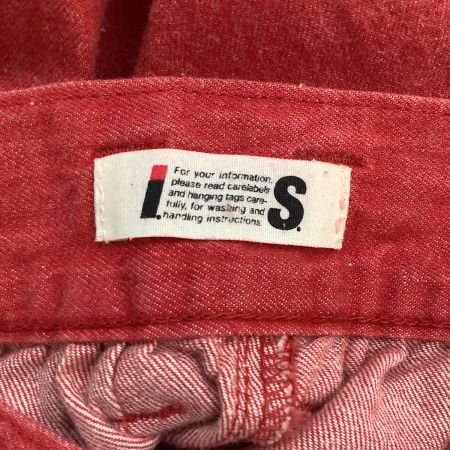 I.S.
For your information,
please read carelabels
and hanging tags care-
fully, for washing and
handling instructions.